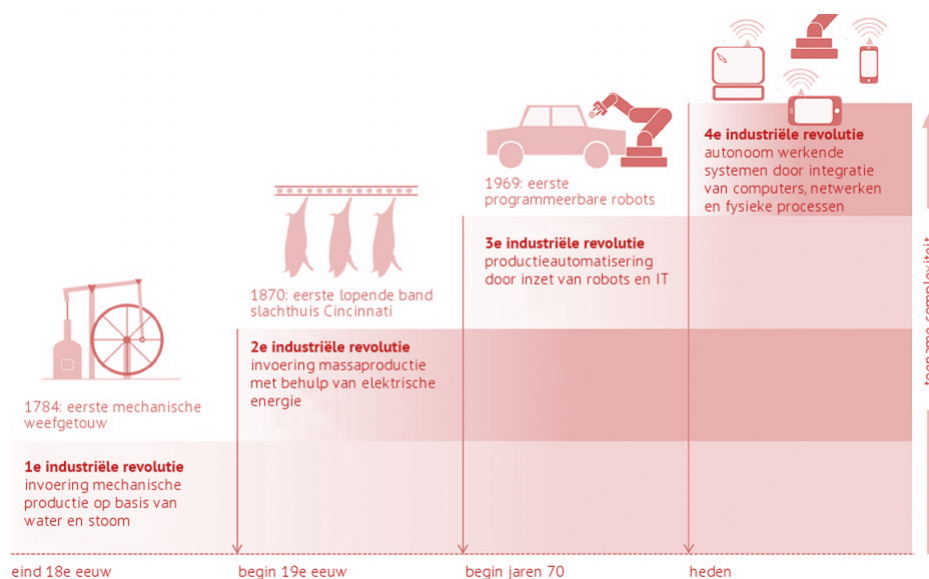 4e industriële revolutie
autonoom werkende
systemen door integratie
van computers, netwerken
en fysieke processen
1969: eerste
programmeerbare robots
3e industriële revolutie
productieautomatisering
door inzet van robots en IT
1870: eerste lopende band
slachthuis Cincinnati
2e industriële revolutie
invoering massaproductie
met behulp van elektrische
energie
1784: eerste mechanische
weefgetouw
1e industriële revolutie
invoering mechanische
productie op basis van
water en stoom
toename complexiteit
eind 18e eeuw
begin 19e eeuw
begin jaren 70
heden